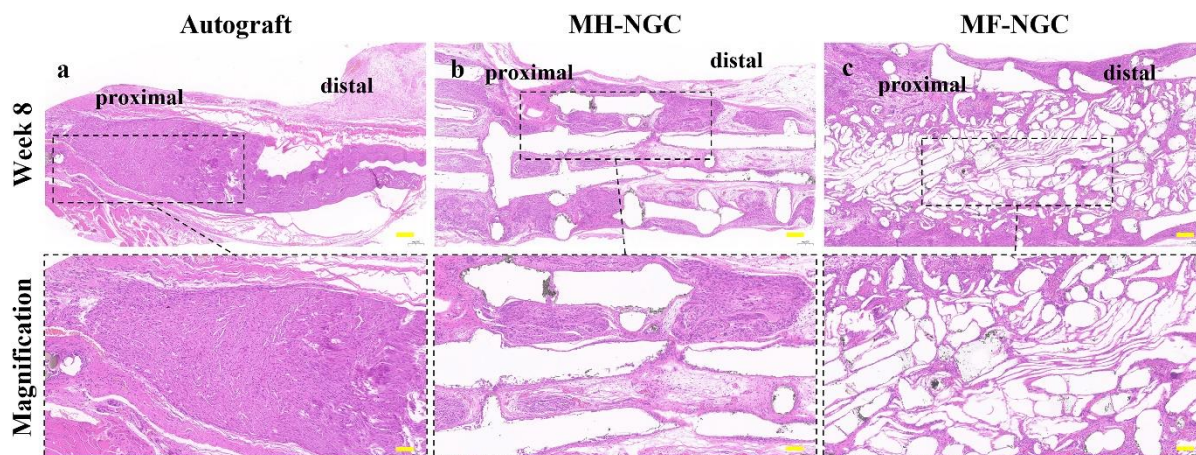 Autograft
MH-NGC
MF-NGC
Week 8
a
proximal
distal
b
proximal
distal
c
proximal
distal
Magnification